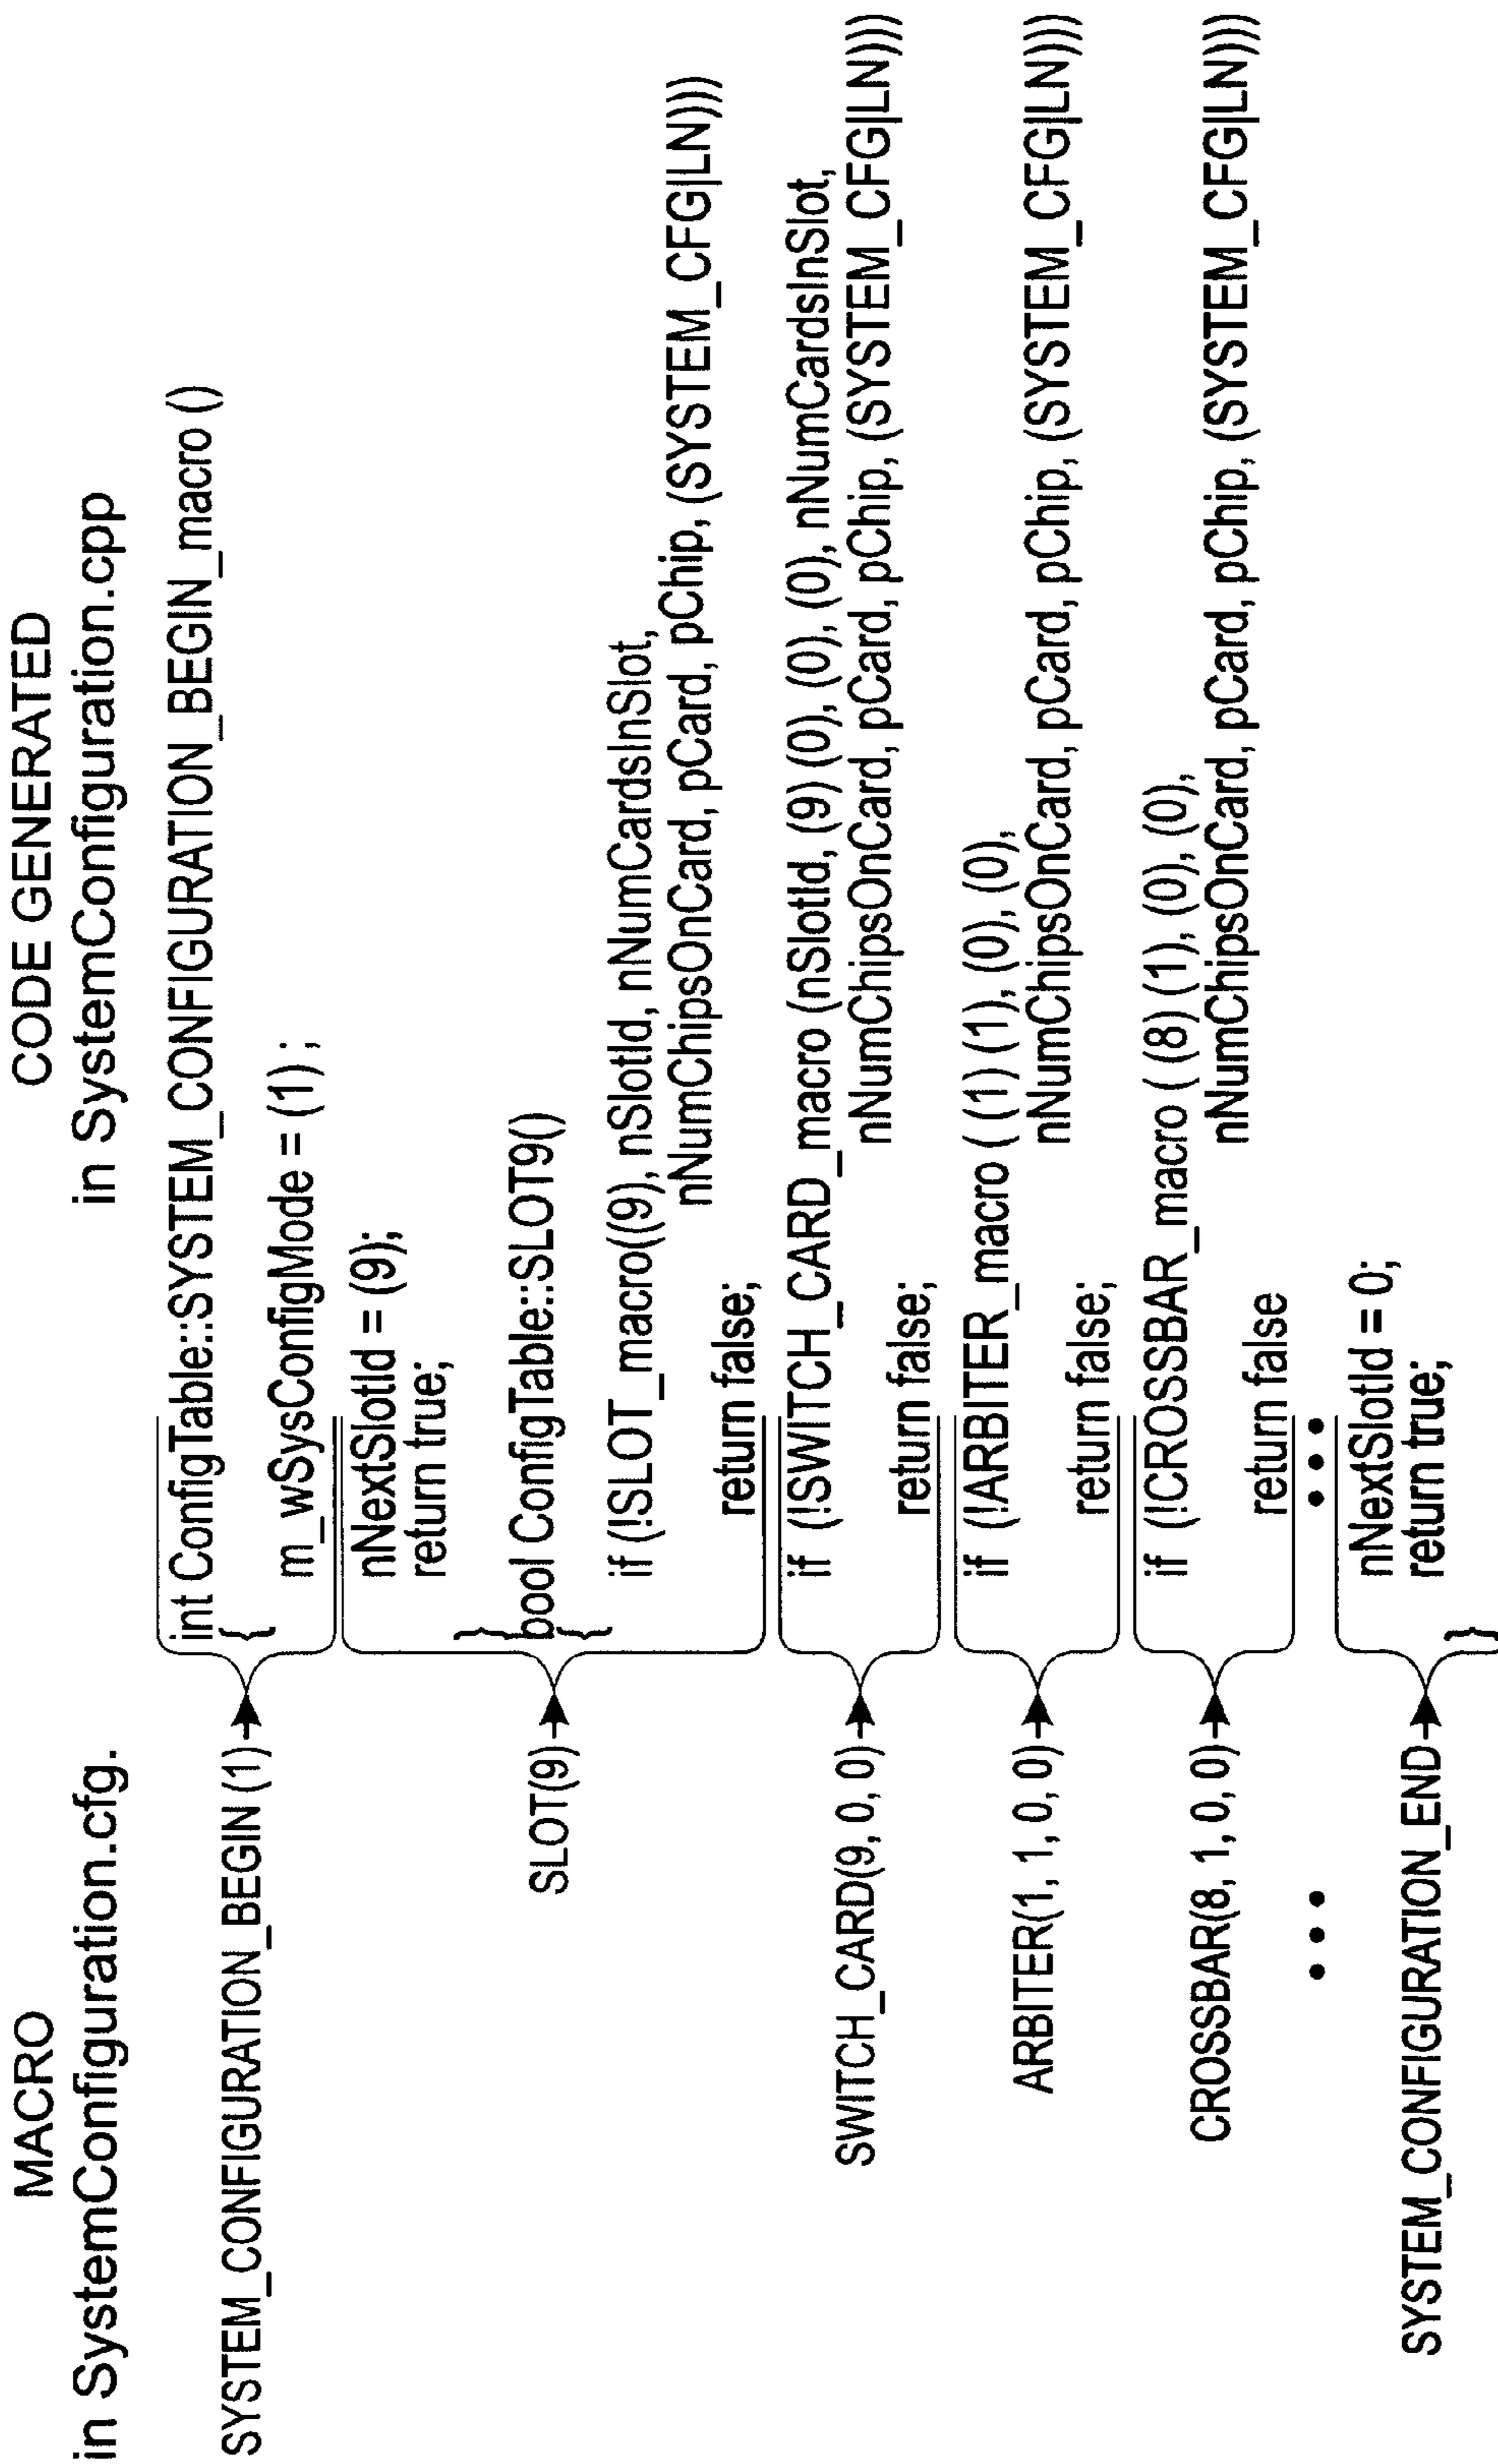 MACRO
in SystemConfiguration.cfg.
CODE GENERATED
in SystemConfiguration.cpp
SYSTEM_CONFIGURATION_BEGIN (1)
int ConfigTable::SYSTEM_CONFIGURATION_BEGIN_macro ()
{
m_wSysConfigMode = (1) ;
SLOT(9)
nNextSlotId = (9);
return true;
}
bool ConfigTable::SLOT9()
{
if (!SLOT_macro((9), nSlotId, nNumCardsInSlot,
nNumChipsOnCard, pCard, pChip, (SYSTEM_CFG|LN)))
return false;
SWITCH_CARD(9, 0, 0)
if (!SWITCH_CARD_macro (nSlotId, (9) (0), (0), (0), nNumCardsInSlot,
nNumChipsOnCard, pCard, pChip, (SYSTEM_CFG|LN)))
return false;
ARBITER(1, 1, 0, 0)
if (!ARBITER_macro ( (1) (1), (0), (0),
nNumChipsOnCard, pCard, pChip, (SYSTEM_CFG|LN)))
return false;
CROSSBAR(8, 1, 0, 0)
if (!CROSSBAR_macro ( (8) (1), (0), (0),
nNumChipsOnCard, pCard, pChip, (SYSTEM_CFG|LN)))
return false
• • •
• • •
SYSTEM_CONFIGURATION_END
nNextSlotId = 0;
return true;
}